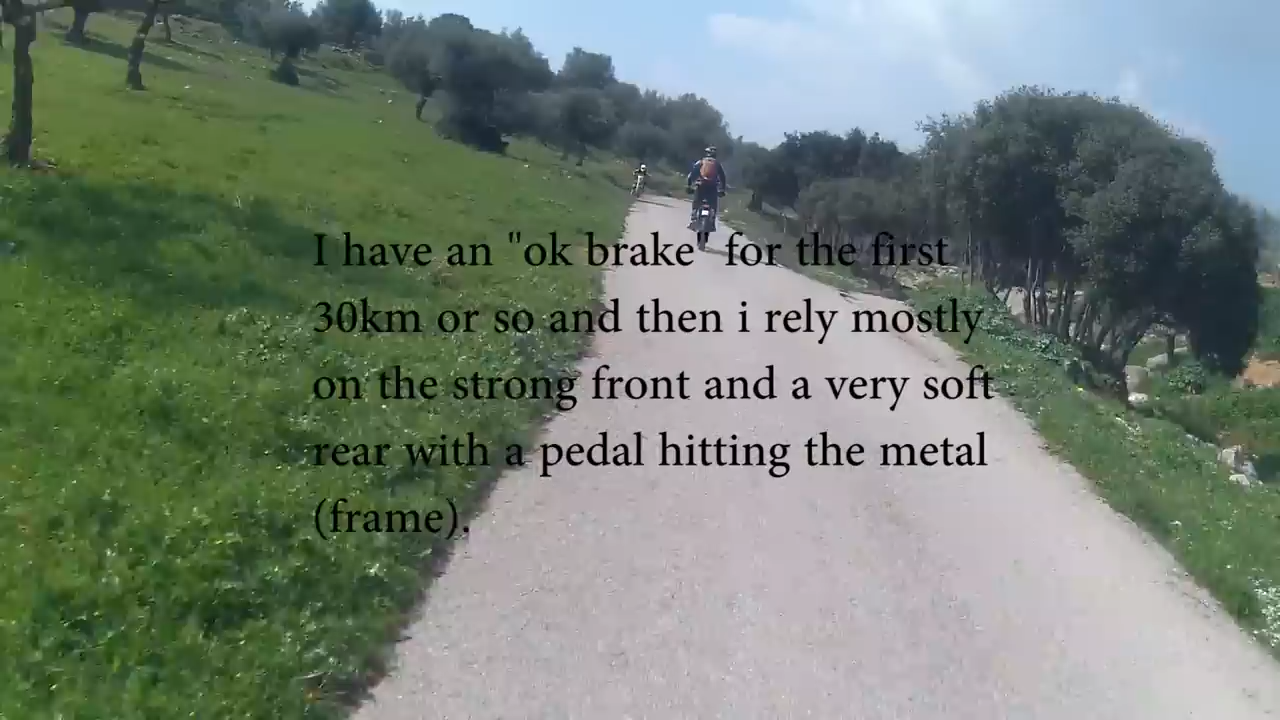 I have an "ok brake" for the first
30km or so and then i rely mostly
on the strong front and a very soft
rear with a pedal hitting the metal
(frame).